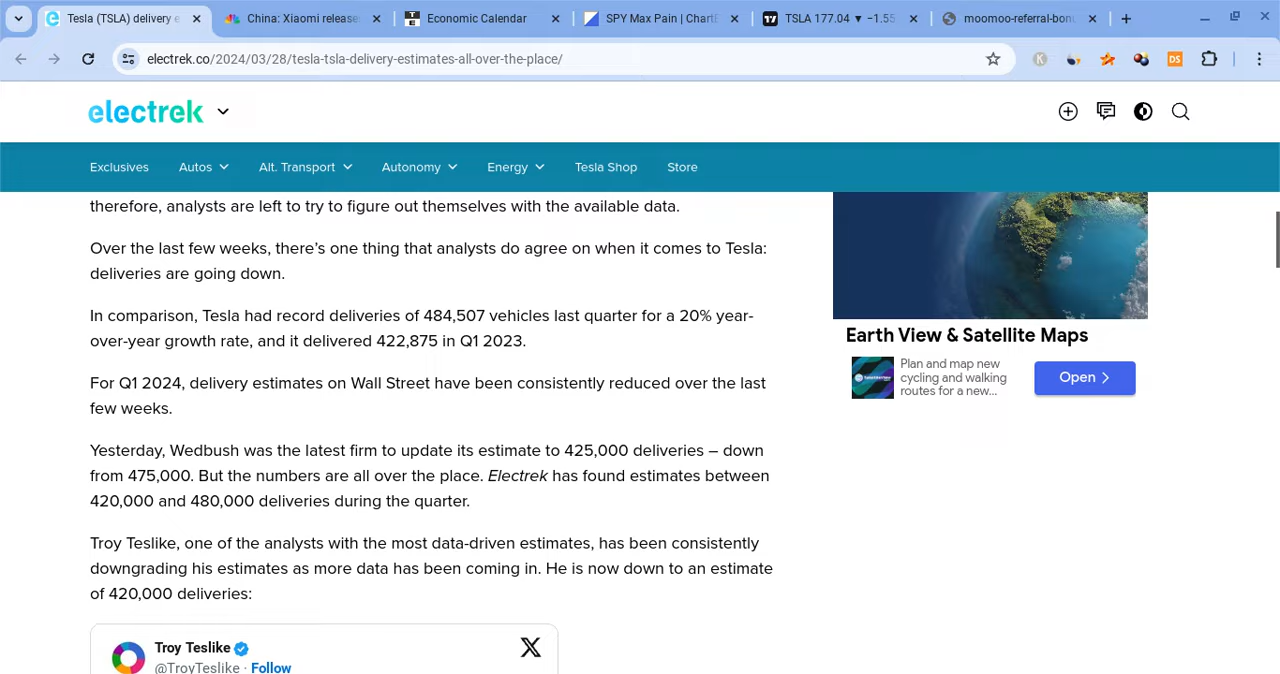 Tesla (TSLA) delivery e
China: Xiaomi release
Economic Calendar
SPY Max Pain | Chart
TSLA 177.04 ▼ −1.55
moomoo-referral-bonu
electrek.co/2024/03/28/tesla-tsla-delivery-estimates-all-over-the-place/
K
DS
electrek
Exclusives Autos Alt. Transport Autonomy Energy Tesla Shop Store
therefore, analysts are left to try to figure out themselves with the available data.
Over the last few weeks, there's one thing that analysts do agree on when it comes to Tesla:
deliveries are going down.
In comparison, Tesla had record deliveries of 484,507 vehicles last quarter for a 20% year-
over-year growth rate, and it delivered 422,875 in Q1 2023.
For Q1 2024, delivery estimates on Wall Street have been consistently reduced over the last
few weeks.
Yesterday, Wedbush was the latest firm to update its estimate to 425,000 deliveries – down
from 475,000. But the numbers are all over the place. Electrek has found estimates between
420,000 and 480,000 deliveries during the quarter.
Troy Teslike, one of the analysts with the most data-driven estimates, has been consistently
downgrading his estimates as more data has been coming in. He is now down to an estimate
of 420,000 deliveries:
Troy Teslike
@TroyTeslike · Follow
Earth View & Satellite Maps
Plan and map new
cycling and walking
routes for a new...
Open